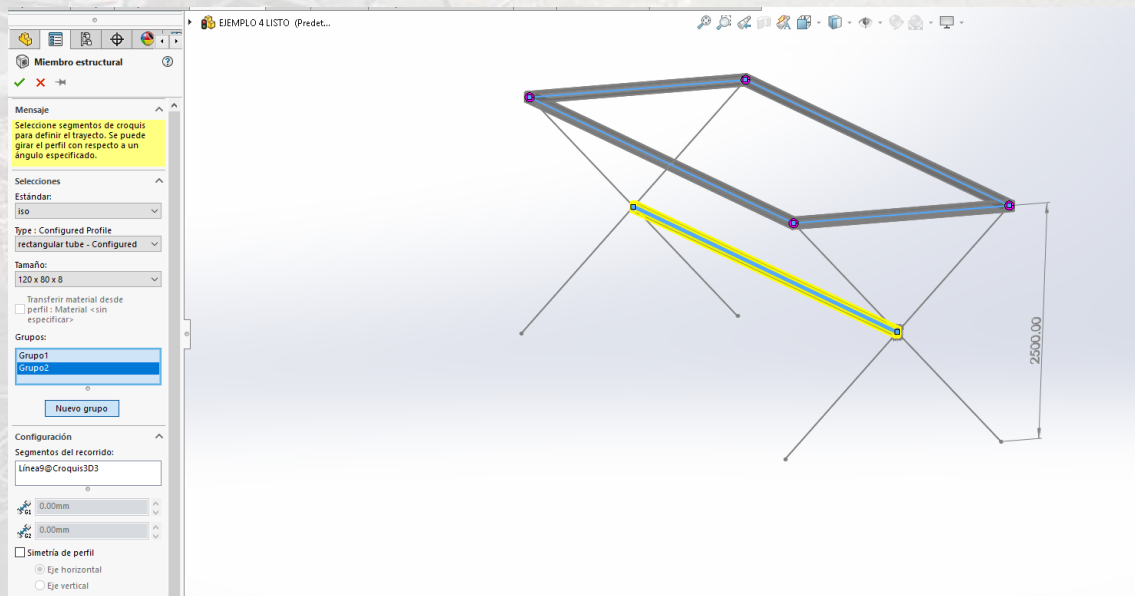 EJEMPLO 4 LISTO (Predet...
Miembro estructural
Mensaje
Seleccione segmentos de croquis
para definir el trayecto. Se puede
girar el perfil con respecto a un
ángulo especificado.
Selecciones
Estándar:
iso
Type : Configured Profile
rectangular tube - Configured
Tamaño:
120 x 80 x 8
Transferir material desde
perfil : Material <sin
especificar>
Grupos:
Grupo1
Grupo2
Nuevo grupo
Configuración
Segmentos del recorrido:
Línea9@Croquis3D3
G1
0.00mm
G2
0.00mm
Simetría de perfil
Eje horizontal
Eje vertical
2500.00